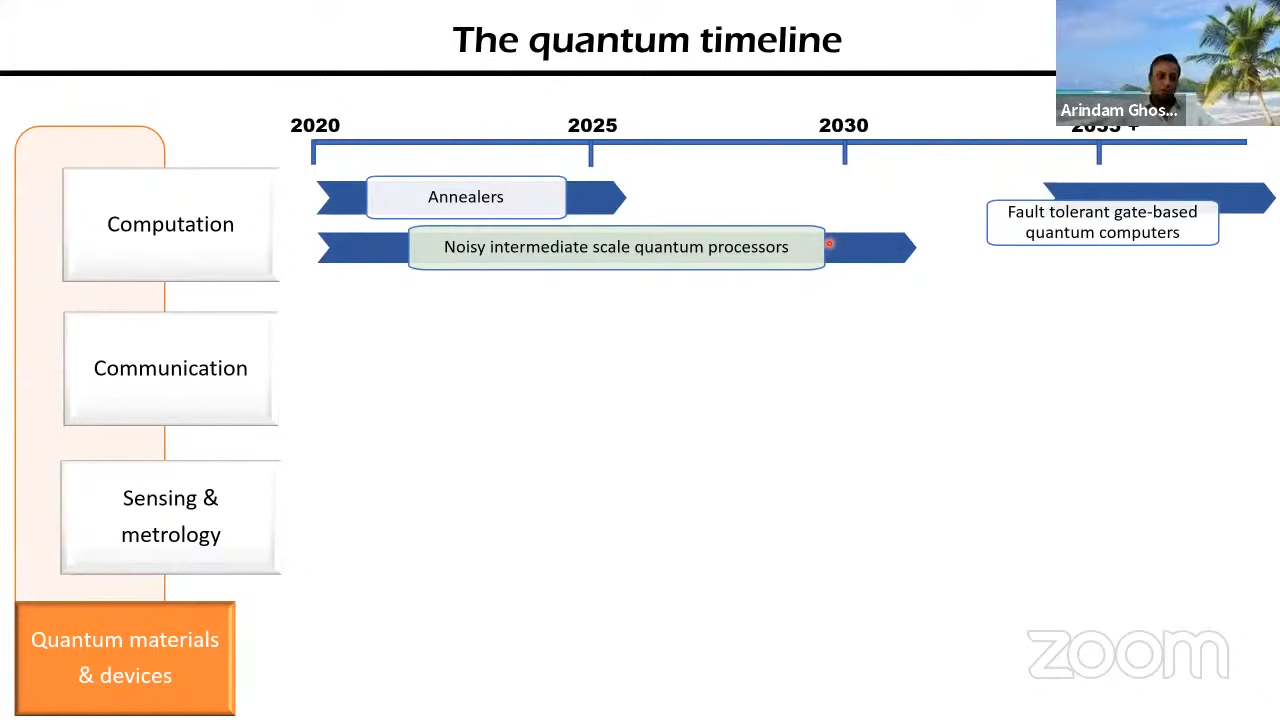 The quantum timeline
Arindam Ghos...
2020
2025
2030
2035 +
Computation
Annealers
Noisy intermediate scale quantum processors
Fault tolerant gate-based
quantum computers
Communication
Sensing &
metrology
Quantum materials
& devices
zoom